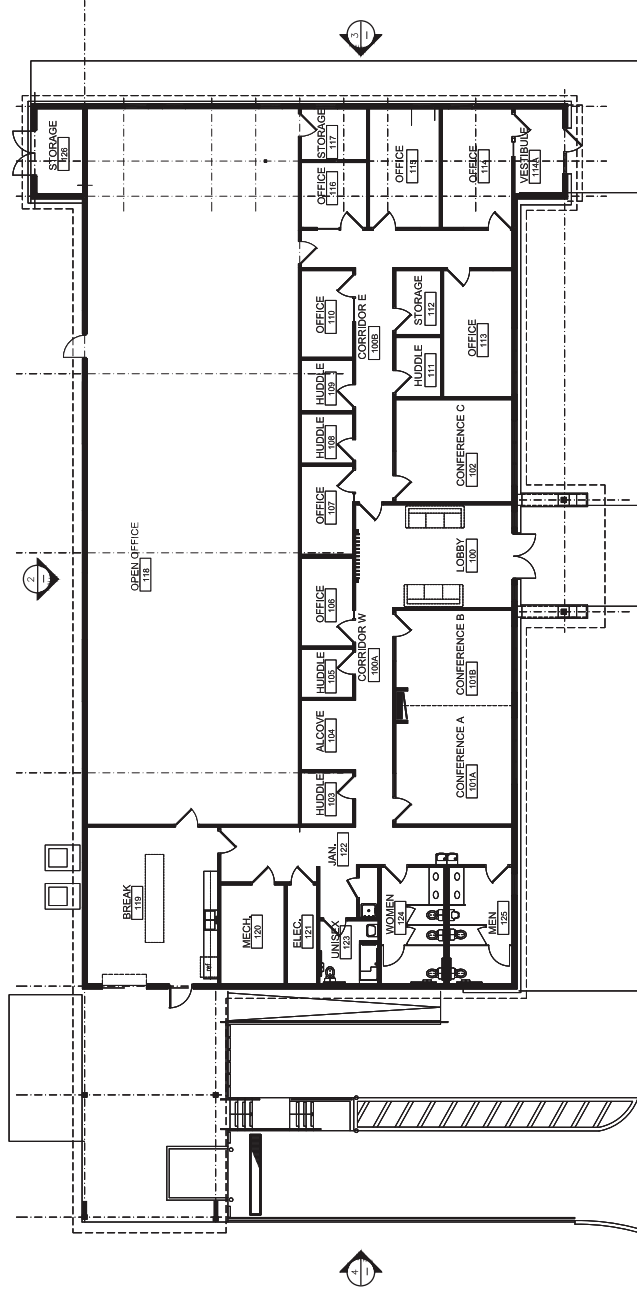 2
STORAGE
126
BREAK
119
OPEN OFFICE
118
ref.
MECH.
120
ELEC.
121
HUDDLE
103
ALCOVE
104
HUDDLE
105
OFFICE
106
OFFICE
107
HUDDLE
108
HUDDLE
109
OFFICE
110
OFFICE
116
STORAGE
117
UNISEX
123
JAN.
122
4
CORRIDOR W
100A
CORRIDOR E
100B
3
WOMEN
124
HUDDLE
111
STORAGE
112
OFFICE
115
CONFERENCE A
101A
CONFERENCE B
101B
LOBBY
100
CONFERENCE C
102
OFFICE
113
OFFICE
114
MEN
125
VESTIBULE
114A